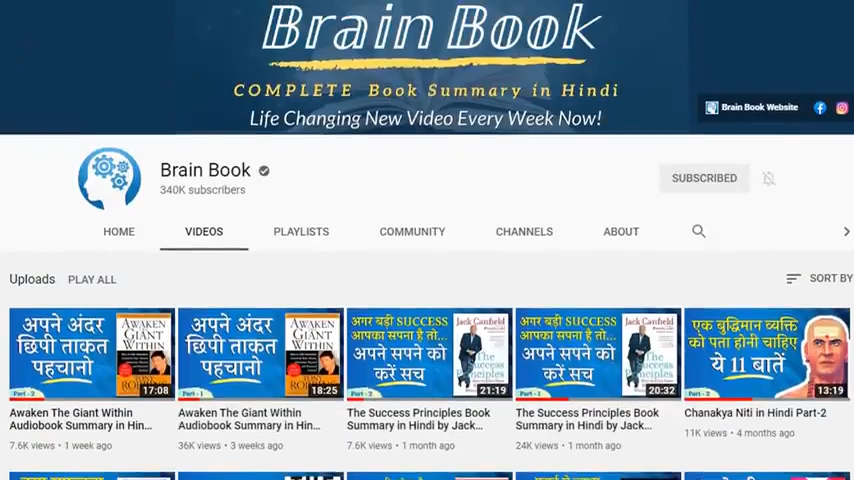 Brain Book
COMPLETE Book Summary in Hindi
Life Changing New Video Every Week Now!
Brain Book Website
Brain Book
340K subscribers
SUBSCRIBED
HOME VIDEOS PLAYLISTS COMMUNITY CHANNELS ABOUT
Uploads PLAY ALL
SORT BY
अपने अंदर
छिपी ताकत
पहचानो
Part - 2
AWAKEN
THE
GIANT
WITHIN
17:08
अपने अंदर
छिपी ताकत
पहचानो
Part - 1
AWAKEN
THE
GIANT
WITHIN
18:25
अगर बड़ी SUCCESS
आपका सपना है तो...
अपने सपने को
करें सच
Part - 2
Jack Canfield
The
Success
Principles
21:19
अगर बड़ी SUCCESS
आपका सपना है तो...
अपने सपने को
करें सच
Part - 1
Jack Canfield
The
Success
Principles
20:32
एक बुद्धिमान व्यक्ति
को पता होनी चाहिए
ये 11 बातें
Part - 2
13:19
Awaken The Giant Within
Audiobook Summary in Hin...
7.6K views • 1 week ago
Awaken The Giant Within
Audiobook Summary in Hin...
36K views • 3 weeks ago
The Success Principles Book
Summary in Hindi by Jack...
7.6K views • 1 month ago
The Success Principles Book
Summary in Hindi by Jack...
24K views • 1 month ago
Chanakya Niti in Hindi Part-2
11K views • 4 months ago